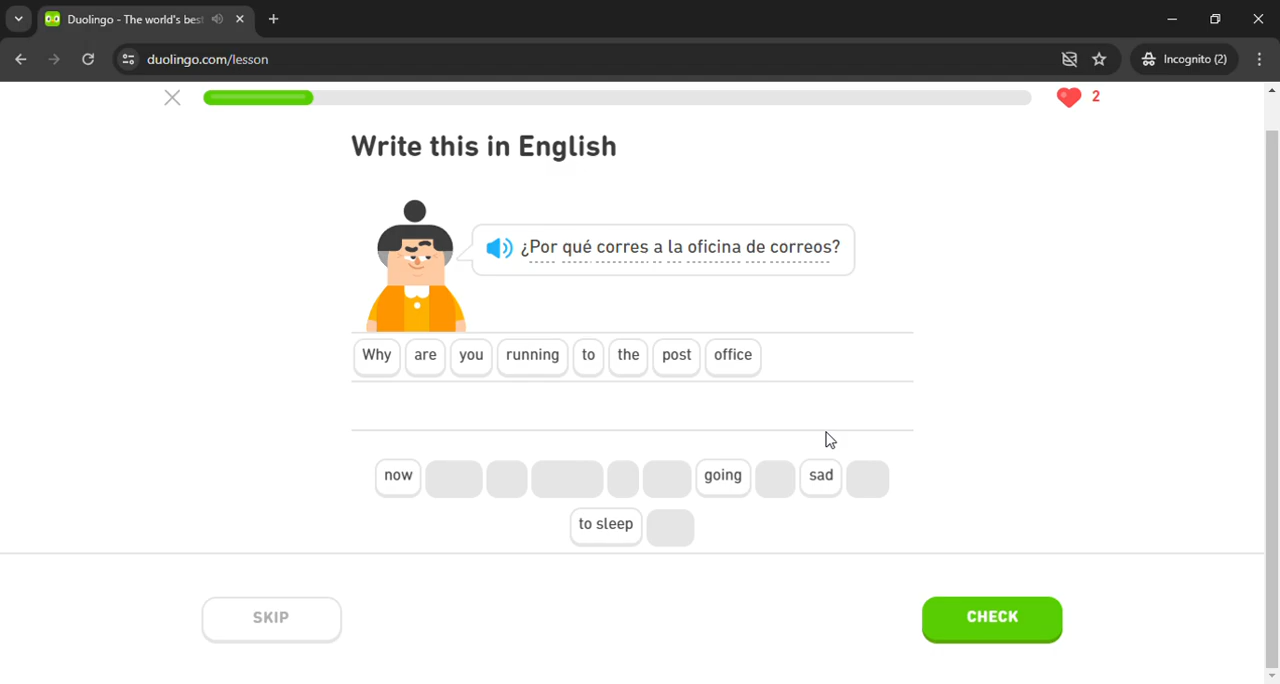 Duolingo - The world's best
duolingo.com/lesson
Incognito (2)
2
Write this in English
¿Por qué corres a la oficina de correos?
Why are you running to the post office
now going sad
to sleep
SKIP
CHECK